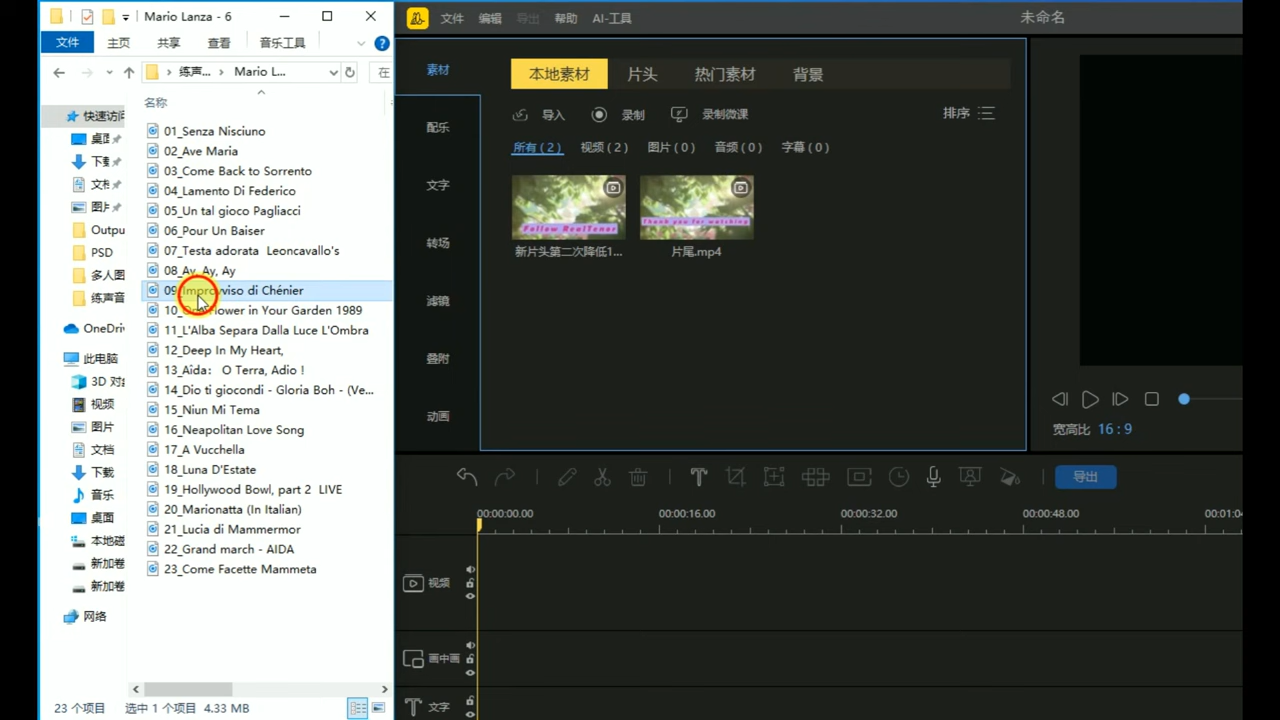 Mario Lanza - 6
文件 主页 共享 查看 音乐工具
练声... Mario L... 在
名称
快速访问
桌面
下载
文档
图片
Outpu
PSD
多人图
练声音
OneDriv
此电脑
3D 对象
视频
图片
文档
下载
音乐
桌面
本地磁
新加卷
新加卷
网络
01_Senza Nisciuno
02_Ave Maria
03_Come Back to Sorrento
04_Lamento Di Federico
05_Un tal gioco Pagliacci
06_Pour Un Baiser
07_Testa adorata Leoncavallo's
08_Ay, Ay, Ay
09_Improvviso di Chénier
10_One Flower in Your Garden 1989
11_L'Alba Separa Dalla Luce L'Ombra
12_Deep In My Heart,
13_Aida: O Terra, Adio !
14_Dio ti giocondi - Gloria Boh - (Ve...
15_Niun Mi Tema
16_Neapolitan Love Song
17_A Vucchella
18_Luna D'Estate
19_Hollywood Bowl, part 2 LIVE
20_Marionatta (In Italian)
21_Lucia di Mammermor
22_Grand march - AIDA
23_Come Facette Mammeta
23 个项目 选中 1 个项目 4.33 MB
文件 编辑 导出 帮助 AI-工具 未命名
素材
配乐
文字
转场
滤镜
叠附
动画
本地素材 片头 热门素材 背景
导入 录制 录制微课 排序
所有 ( 2 ) 视频 ( 2 ) 图片 ( 0 ) 音频 ( 0 ) 字幕 ( 0 )
Follow RealTenor
Thank you for watching
新片头第二次降低1... 片尾.mp4
宽高比 16 : 9
导出
00:00:00.00 00:00:16.00 00:00:32.00 00:00:48.00 00:01:04
视频
画中画
文字